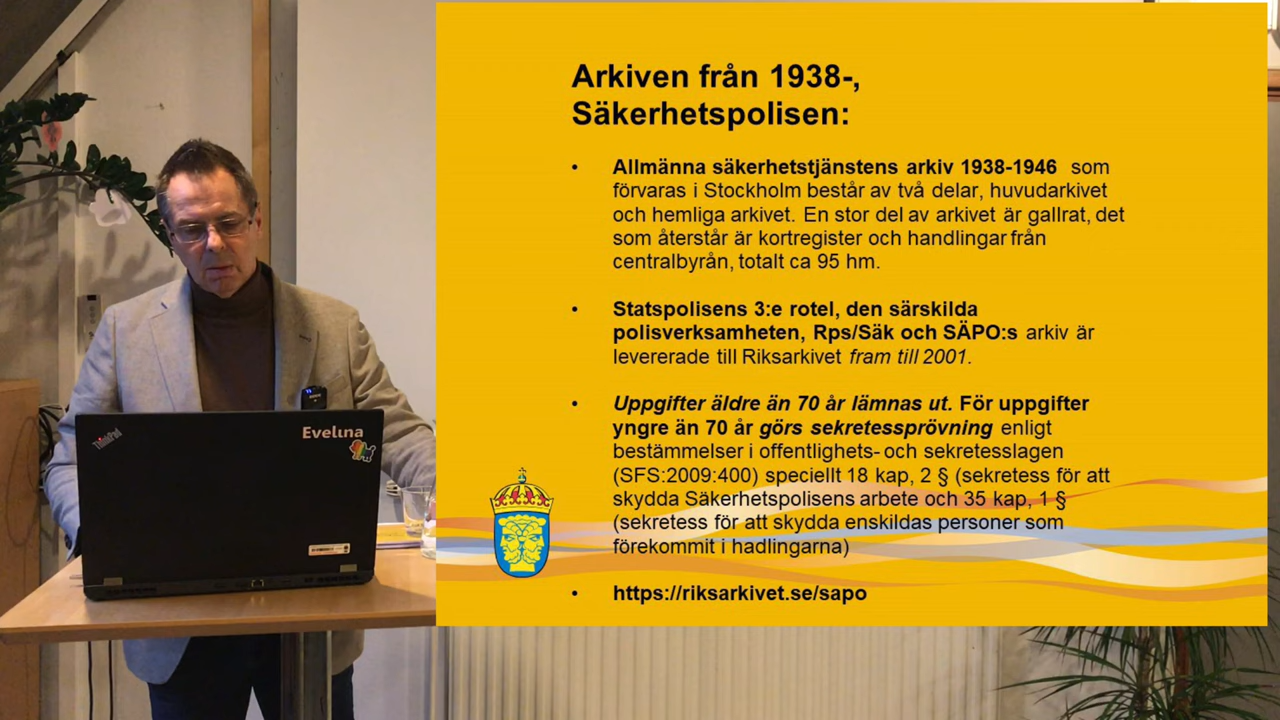 Arkiven från 1938-,
Säkerhetspolisen:
• Allmänna säkerhetstjänstens arkiv 1938-1946 som
förvaras i Stockholm består av två delar, huvudarkivet
och hemliga arkivet. En stor del av arkivet är gallrat, det
som återstår är kortregister och handlingar från
centralbyrån, totalt ca 95 hm.
• Statspolisens 3:e rotel, den särskilda
polisverksamheten, Rps/Säk och SÄPO:s arkiv är
levererade till Riksarkivet fram till 2001.
• Uppgifter äldre än 70 år lämnas ut. För uppgifter
yngre än 70 år görs sekretessprövning enligt
bestämmelser i offentlighets- och sekretesslagen
(SFS:2009:400) speciellt 18 kap, 2 § (sekretess för att
skydda Säkerhetspolisens arbete och 35 kap, 1 §
(sekretess för att skydda enskildas personer som
förekommit i hadlingarna)
• https://riksarkivet.se/sapo
ThinkPad
Evelina